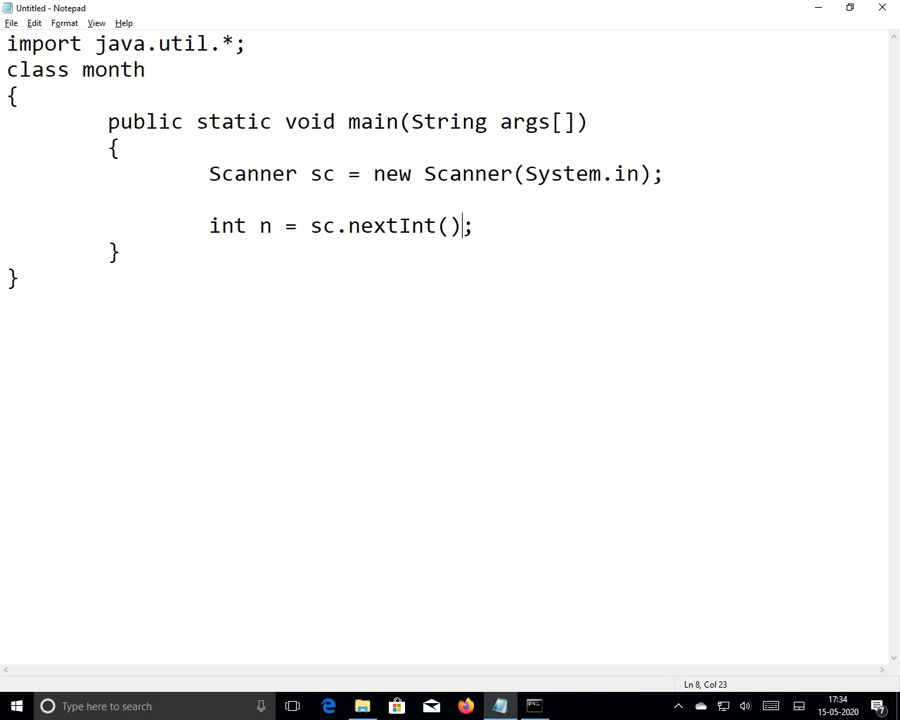 Untitled - Notepad
File Edit Format View Help
import java.util.*;
class month
{
public static void main(String args[])
{
Scanner sc = new Scanner(System.in);
int n = sc.nextInt();
}
}
Ln 8, Col 23
Type here to search
17:34
15-05-2020
7